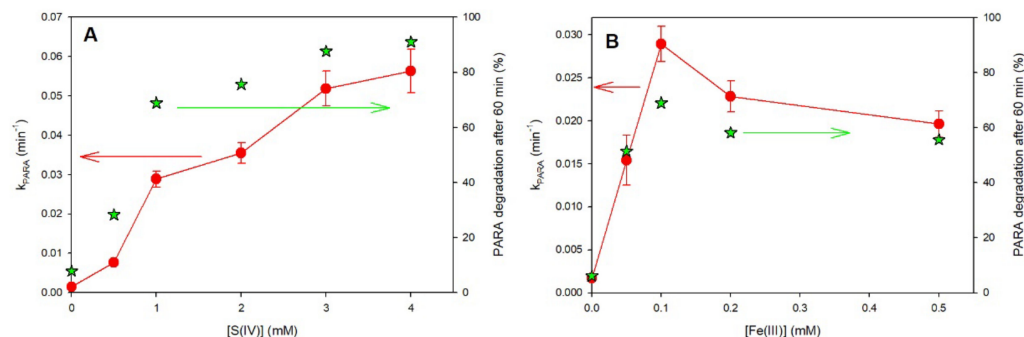 A
k_PARA (min⁻¹)
0.07
0.06
0.05
0.04
0.03
0.02
0.01
0.00
100
80
60
40
20
0
PARA degradation after 60 min (%)
0 1 2 3 4
[S(IV)] (mM)
B
k_PARA (min⁻¹)
0.030
0.025
0.020
0.015
0.010
0.005
0.000
100
80
60
40
20
0
PARA degradation after 60 min (%)
0.0 0.1 0.2 0.3 0.4 0.5
[Fe(III)] (mM)